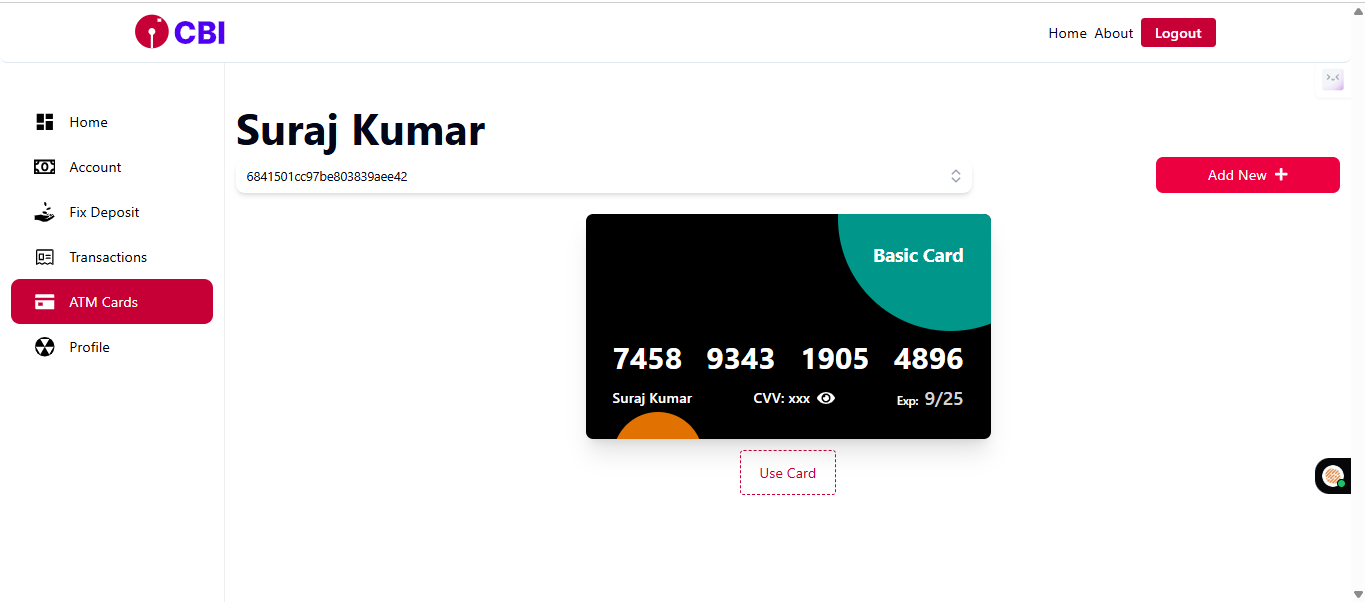 CBI
Home About Logout
Home
Account
Fix Deposit
Transactions
ATM Cards
Profile
Suraj Kumar
6841501cc97be803839aee42
Add New +
Basic Card
7458 9343 1905 4896
Suraj Kumar CVV: xxx Exp: 9/25
Use Card